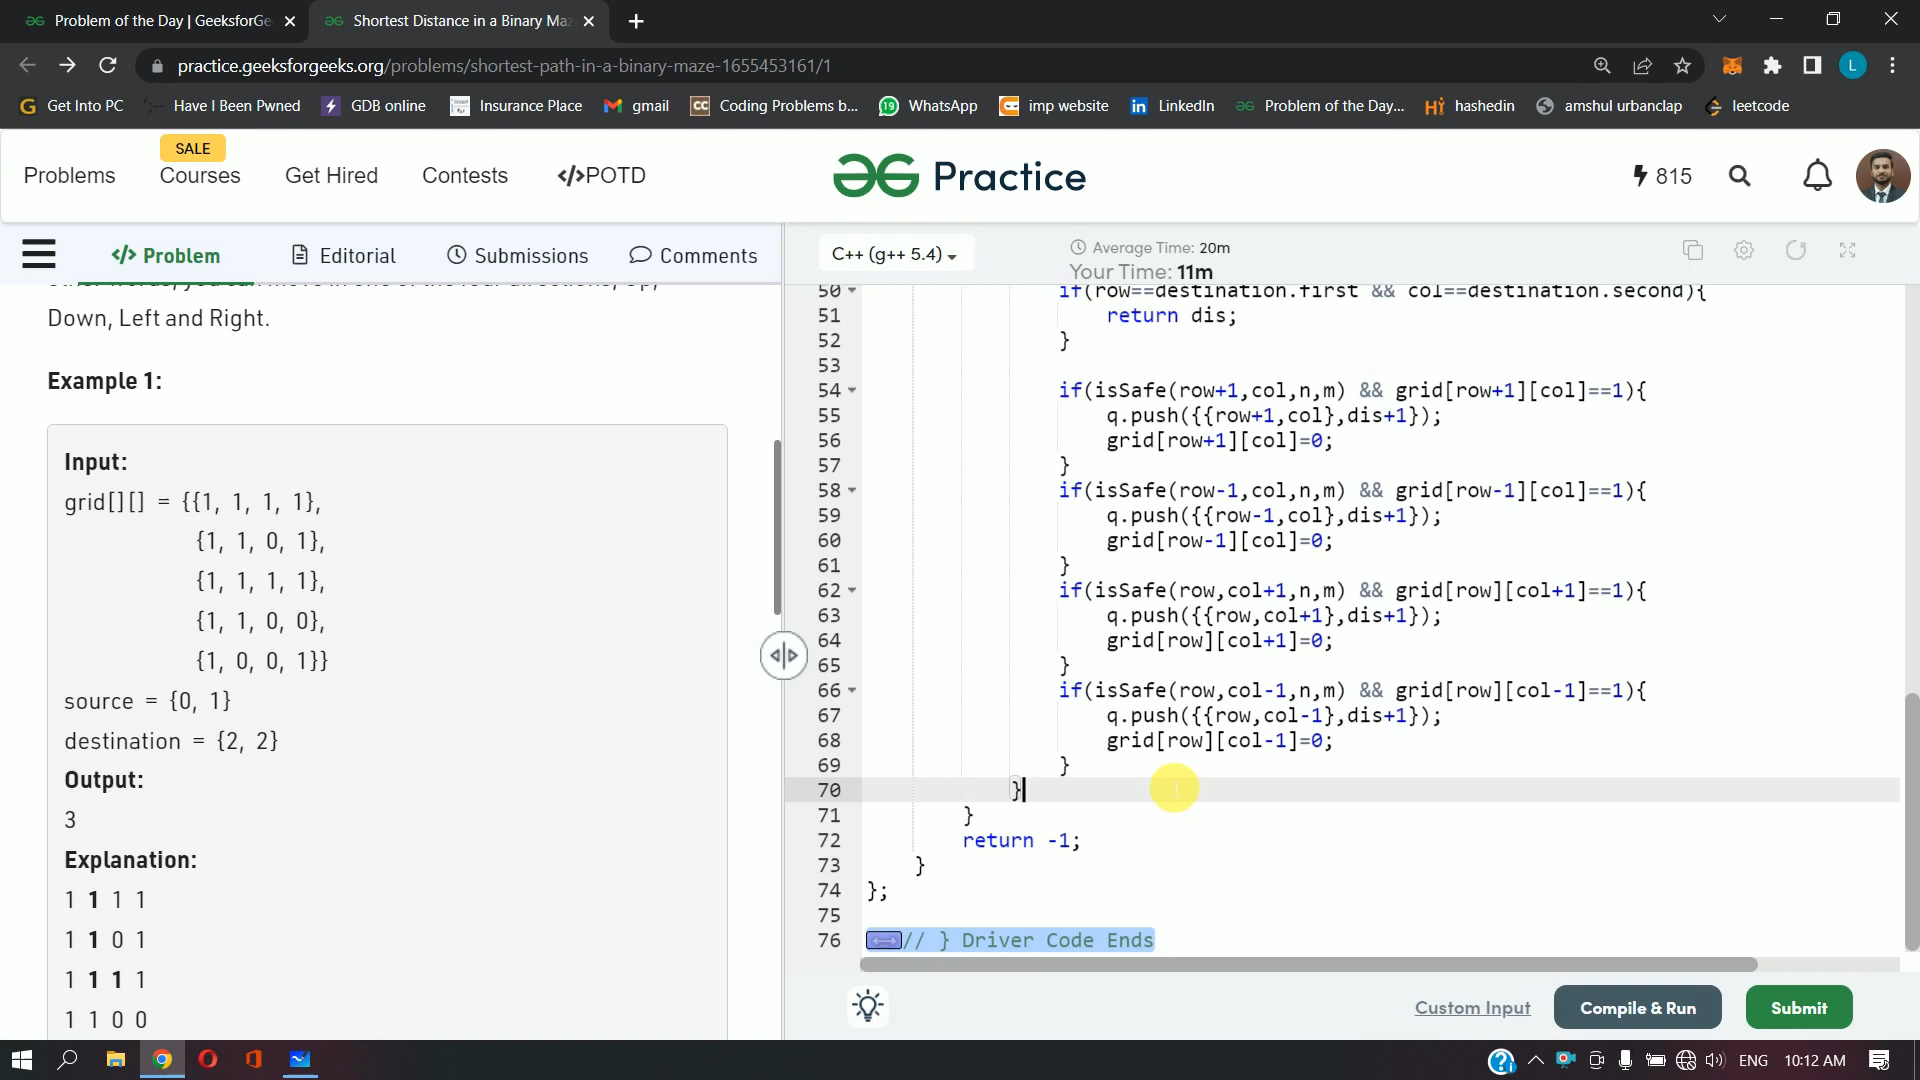 Problem of the Day | GeeksforGe
Shortest Distance in a Binary Ma
practice.geeksforgeeks.org/problems/shortest-path-in-a-binary-maze-1655453161/1
L
Get Into PC
Have I Been Pwned
GDB online
Insurance Place
gmail
Coding Problems b...
WhatsApp
imp website
LinkedIn
Problem of the Day...
hashedin
amshul urbanclap
leetcode
Problems
SALE
Courses
Get Hired
Contests
</>POTD
Practice
815
</> Problem
Editorial
Submissions
Comments
C++ (g++ 5.4)
Average Time: 20m
Your Time: 11m
other words, you can move in one of the four directions, Up,
Down, Left and Right.
Example 1:
Input:
grid[][] = {{1, 1, 1, 1},
{1, 1, 0, 1},
{1, 1, 1, 1},
{1, 1, 0, 0},
{1, 0, 0, 1}}
source = {0, 1}
destination = {2, 2}
Output:
3
Explanation:
1 1 1 1
1 1 0 1
1 1 1 1
1 1 0 0
50 if(row==destination.first && col==destination.second){
51 return dis;
52 }
53
54 if(isSafe(row+1,col,n,m) && grid[row+1][col]==1){
55 q.push({{row+1,col},dis+1});
56 grid[row+1][col]=0;
57 }
58 if(isSafe(row-1,col,n,m) && grid[row-1][col]==1){
59 q.push({{row-1,col},dis+1});
60 grid[row-1][col]=0;
61 }
62 if(isSafe(row,col+1,n,m) && grid[row][col+1]==1){
63 q.push({{row,col+1},dis+1});
64 grid[row][col+1]=0;
65 }
66 if(isSafe(row,col-1,n,m) && grid[row][col-1]==1){
67 q.push({{row,col-1},dis+1});
68 grid[row][col-1]=0;
69 }
70 }
71 }
72 return -1;
73 }
74 };
75
76 // } Driver Code Ends
Custom Input
Compile & Run
Submit
ENG
10:12 AM